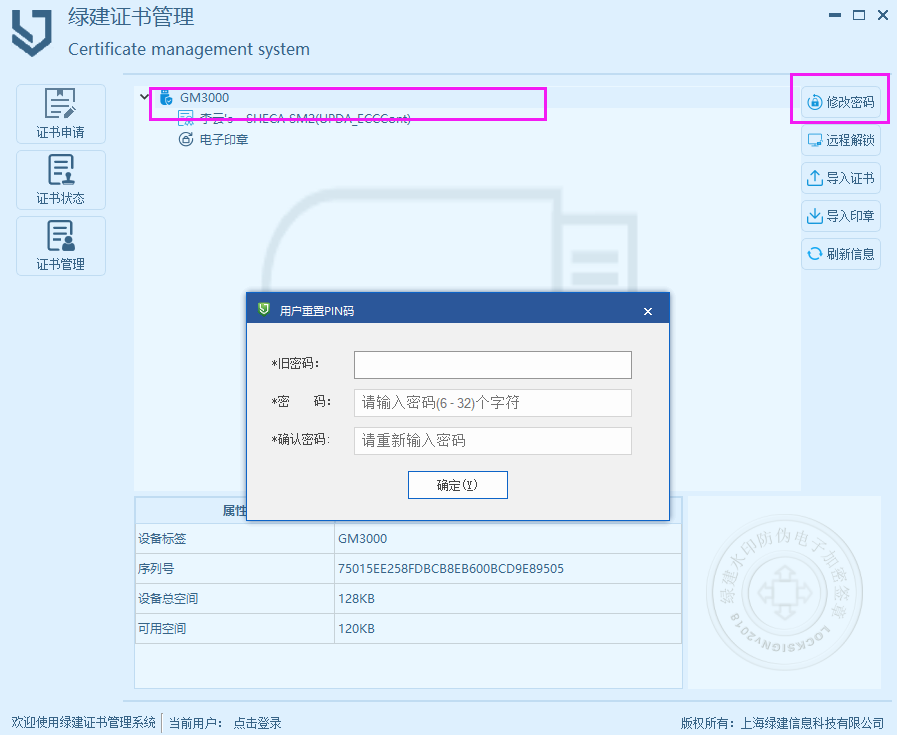 绿建证书管理
Certificate management system
证书申请
证书状态
证书管理
GM3000
李云's - SHECA-SM2(UPDA_ECCCont)
电子印章
修改密码
远程解锁
导入证书
导入印章
刷新信息
用户重置PIN码
*旧密码:
*密 码: 请输入密码(6 - 32)个字符
*确认密码: 请重新输入密码
确定(Y)
属性
设备标签 GM3000
序列号 75015EE258FDBCB8EB600BCD9E89505
设备总空间 128KB
可用空间 120KB
绿建水印防伪电子加密签章
LOCKSIGNV2018
欢迎使用绿建证书管理系统 当前用户: 点击登录
版权所有: 上海绿建信息科技有限公司